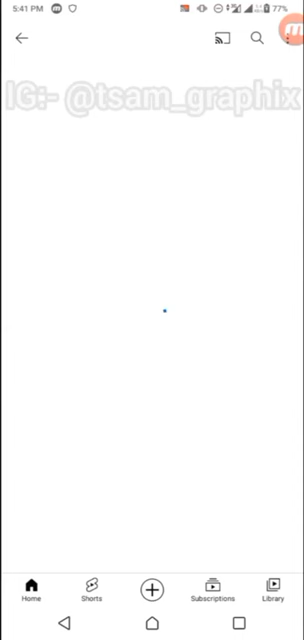 5:41 PM
77%
IG:- @tsam_graphix
Home
Shorts
Subscriptions
Library